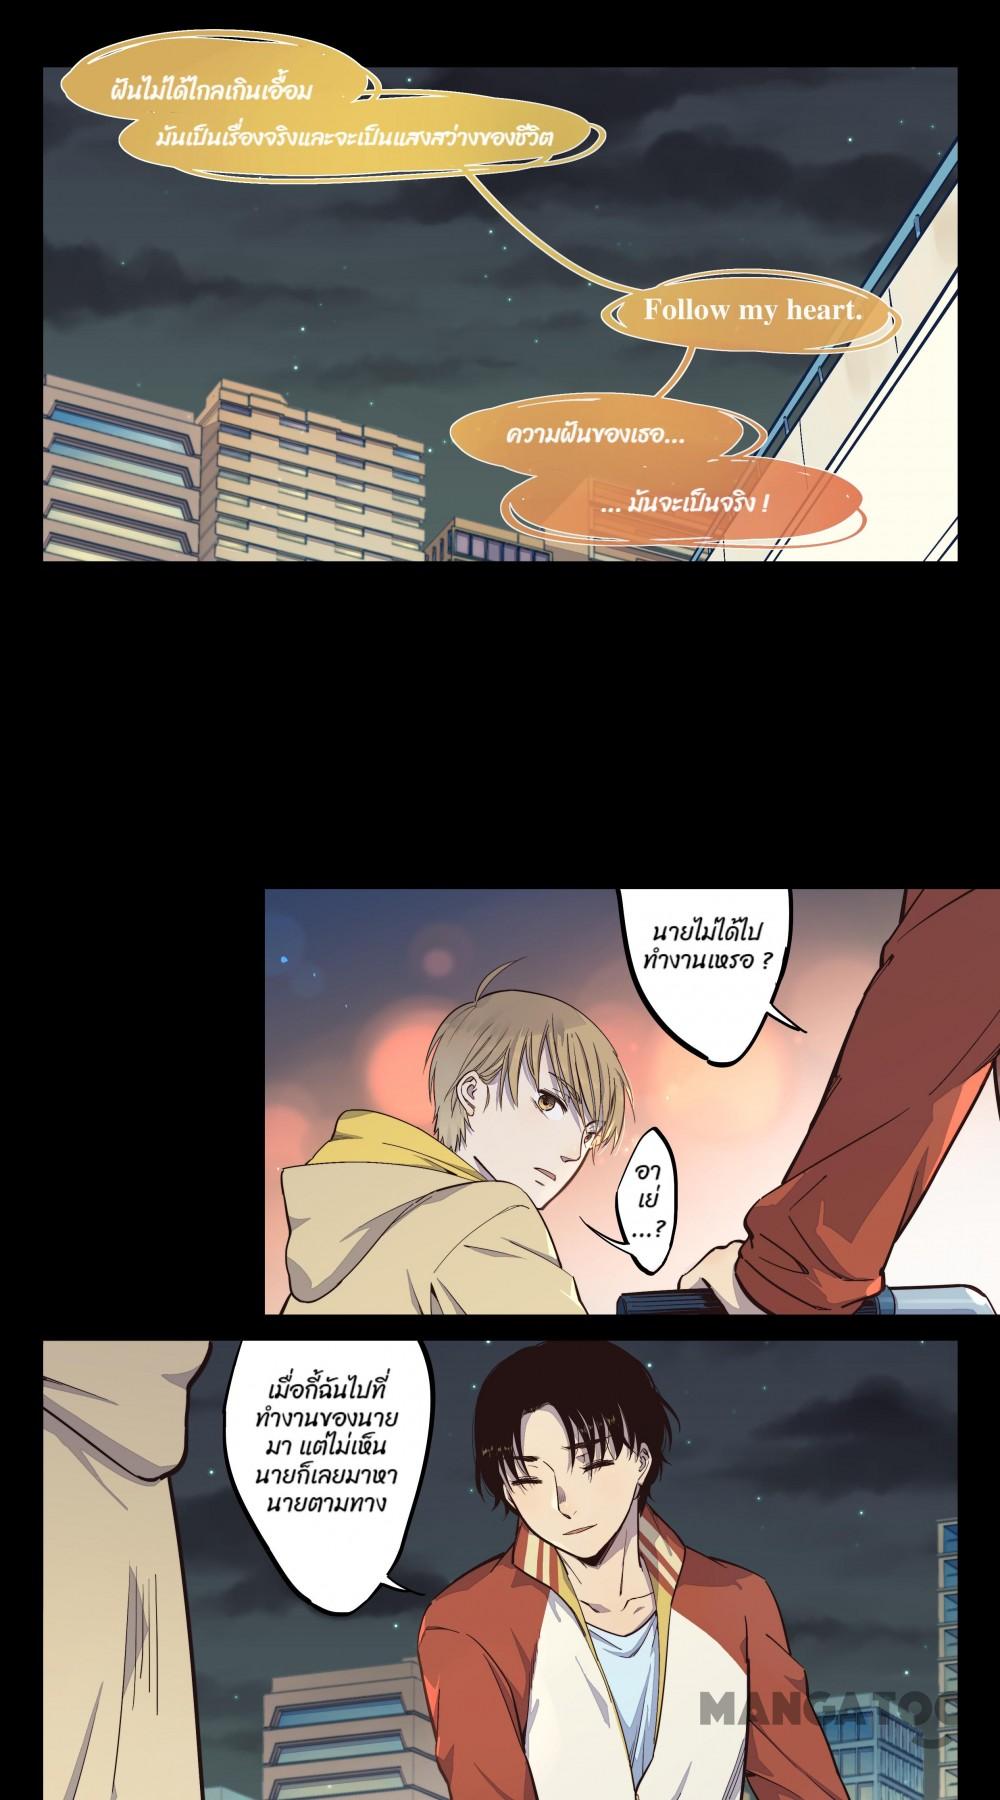 ฝันไม่ได้ไกลเกินเอื้อม
มันเป็นเรื่องจริงและจะเป็นแสงสว่างของชีวิต
Follow my heart.
ความฝันของเธอ...
... มันจะเป็นจริง !
นายไม่ได้ไป
ทำงานเหรอ ?
อา
เย่
...?
เมื่อกี้ฉันไปที่
ทำงานของนาย
มา แต่ไม่เห็น
นายก็เลยมาหา
นายตามทาง
MANGATOO